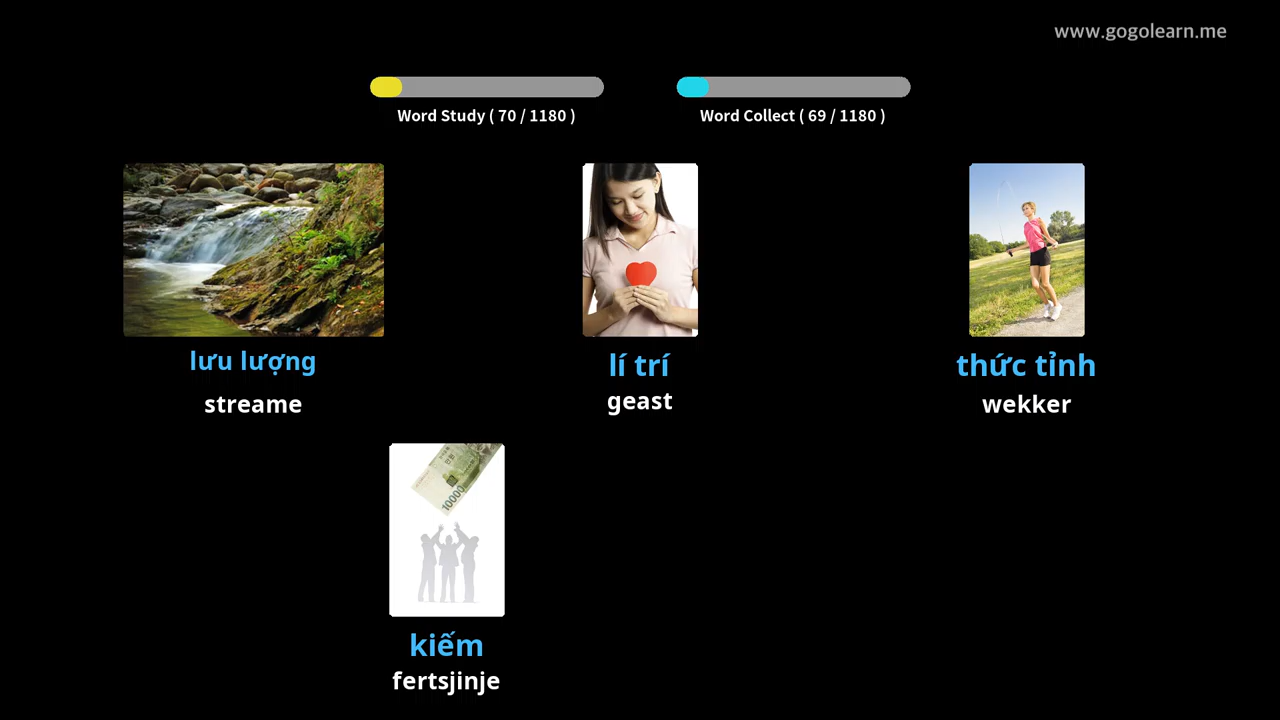 www.gogolearn.me
Word Study ( 70 / 1180 )
Word Collect ( 69 / 1180 )
lưu lượng
streame
lí trí
geast
thức tỉnh
wekker
10000
kiếm
fertsjinje